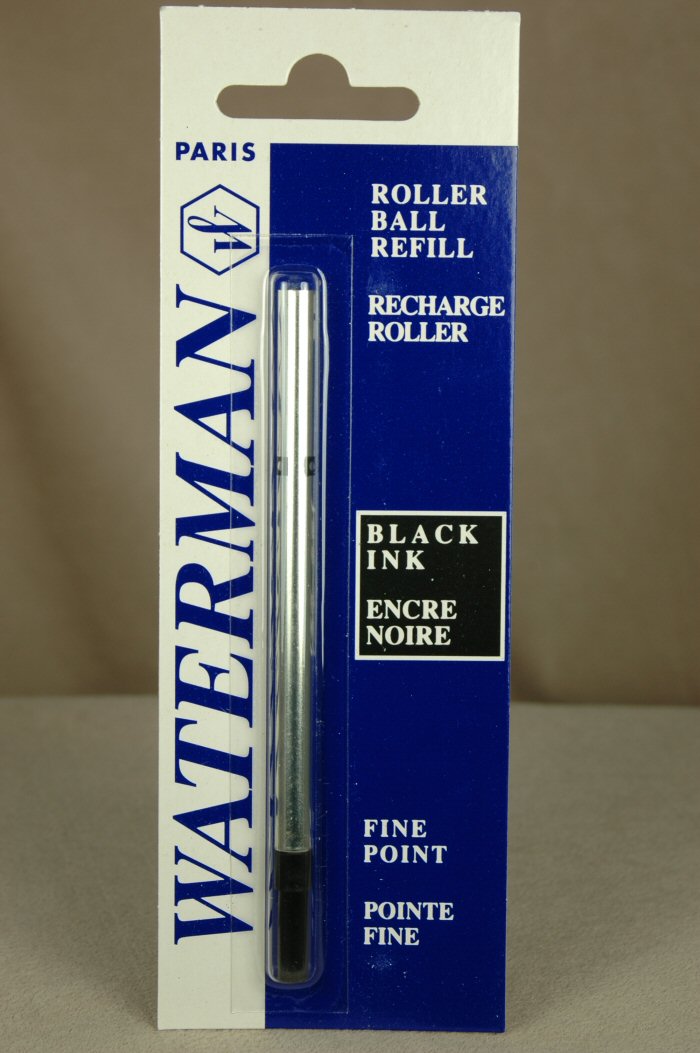 PARIS
WATERMAN
ROLLER
BALL
REFILL
RECHARGE
ROLLER
BLACK
INK
ENCRE
NOIRE
FINE
POINT
POINTE
FINE